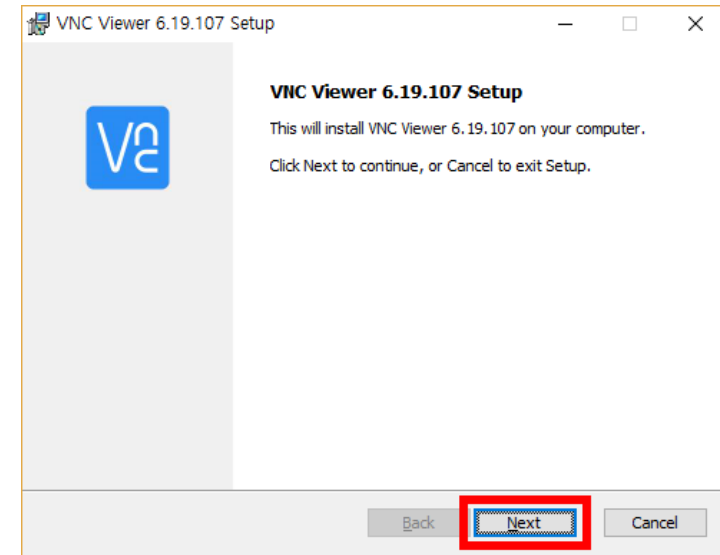 VNC Viewer 6.19.107 Setup
VNC Viewer 6.19.107 Setup
This will install VNC Viewer 6.19.107 on your computer.
Click Next to continue, or Cancel to exit Setup.
Back Next Cancel